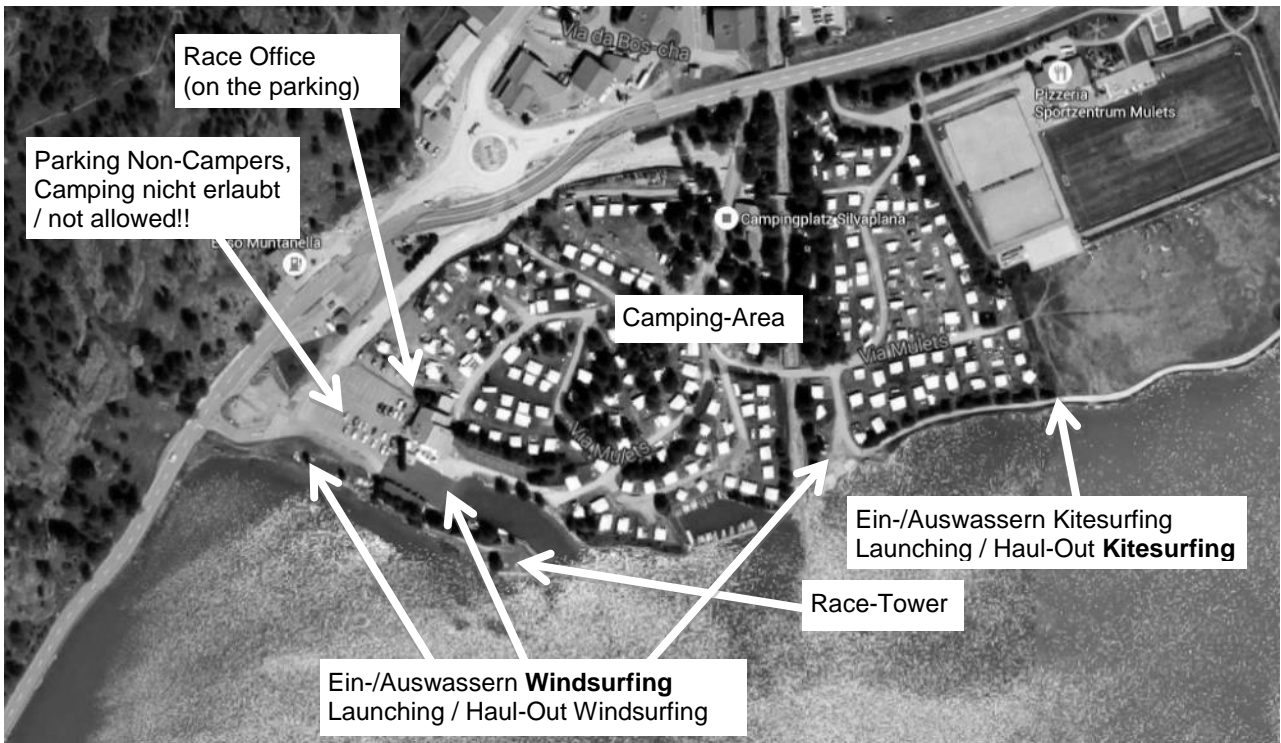 Via da Bos-cha
Race Office
(on the parking)
Pizzeria
Sportzentrum Mulets
Parking Non-Campers,
Camping nicht erlaubt
/ not allowed!!
Muntanella
Campingplatz Silvaplana
Camping-Area
Via Mulets
Via Mulets
Ein-/Auswassern Kitesurfing
Launching / Haul-Out Kitesurfing
Race-Tower
Ein-/Auswassern Windsurfing
Launching / Haul-Out Windsurfing